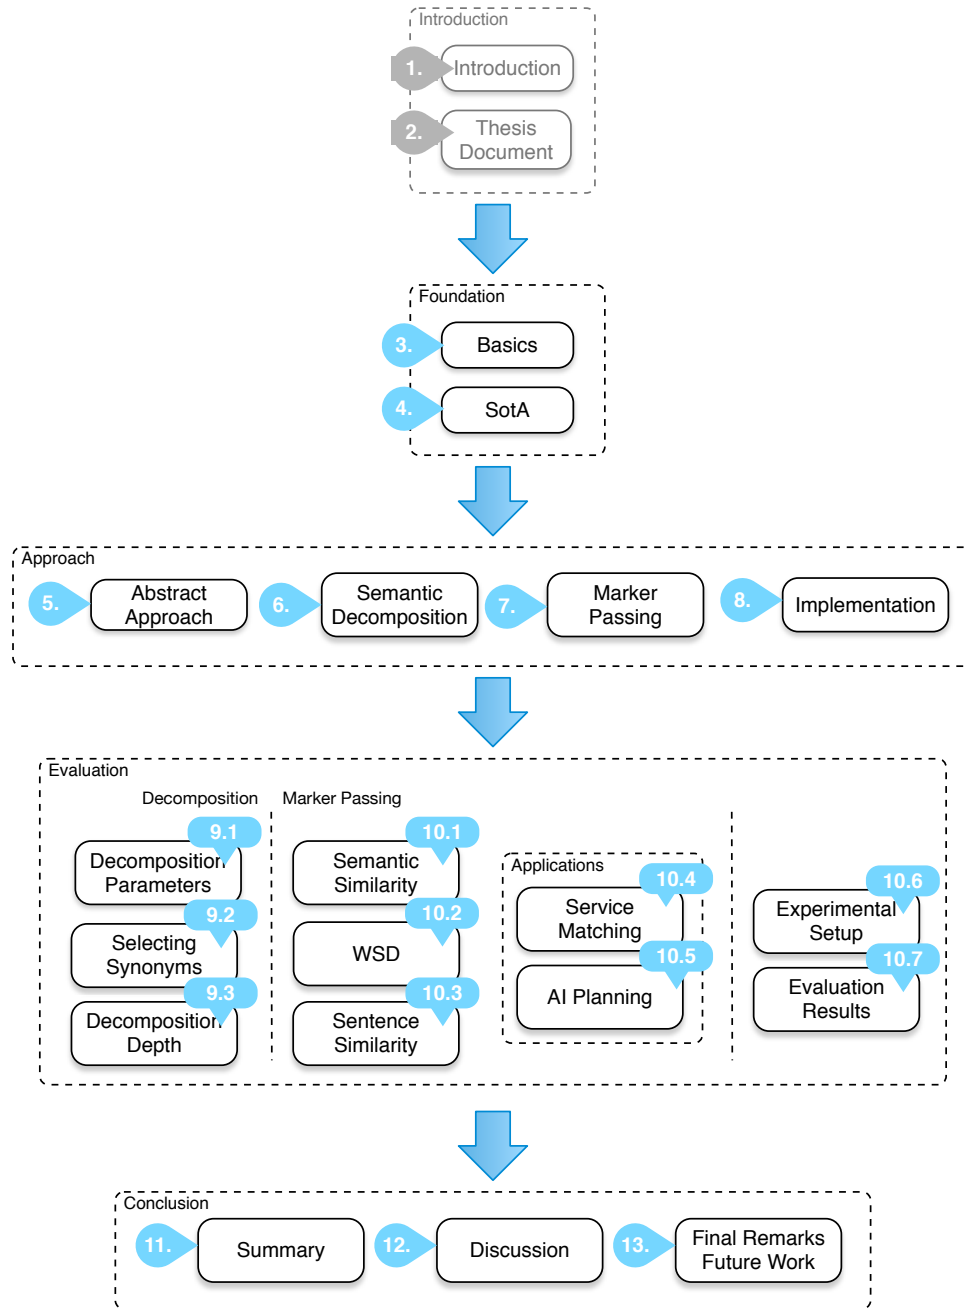 Introduction
1.
Introduction
2.
Thesis
Document
Foundation
3.
Basics
4.
SotA
Approach
5.
Abstract
Approach
6.
Semantic
Decomposition
7.
Marker
Passing
8.
Implementation
Evaluation
Decomposition
9.1
Decomposition
Parameters
9.2
Selecting
Synonyms
9.3
Decomposition
Depth
Marker Passing
10.1
Semantic
Similarity
10.2
WSD
10.3
Sentence
Similarity
Applications
10.4
Service
Matching
10.5
AI Planning
10.6
Experimental
Setup
10.7
Evaluation
Results
Conclusion
11.
Summary
12.
Discussion
13.
Final Remarks
Future Work